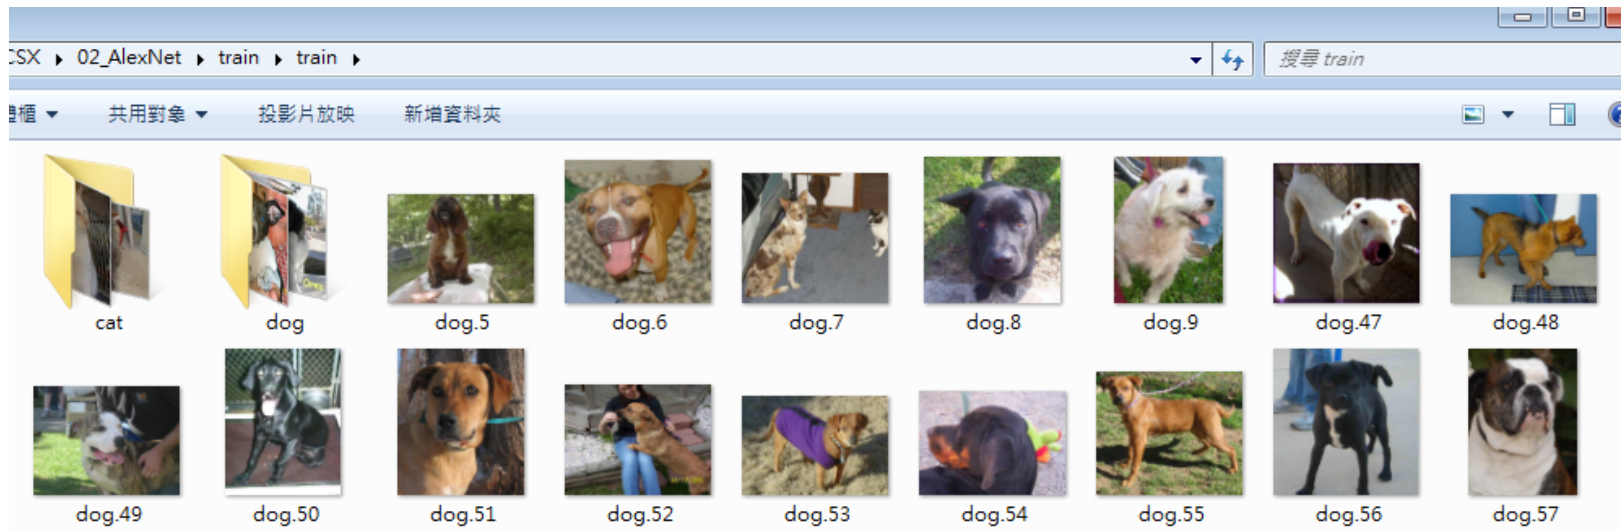 CSX ▸ 02_AlexNet ▸ train ▸ train ▸
搜尋 train
櫃 共用對象 投影片放映 新增資料夾
cat dog dog.5 dog.6 dog.7 dog.8 dog.9 dog.47 dog.48
dog.49 dog.50 dog.51 dog.52 dog.53 dog.54 dog.55 dog.56 dog.57